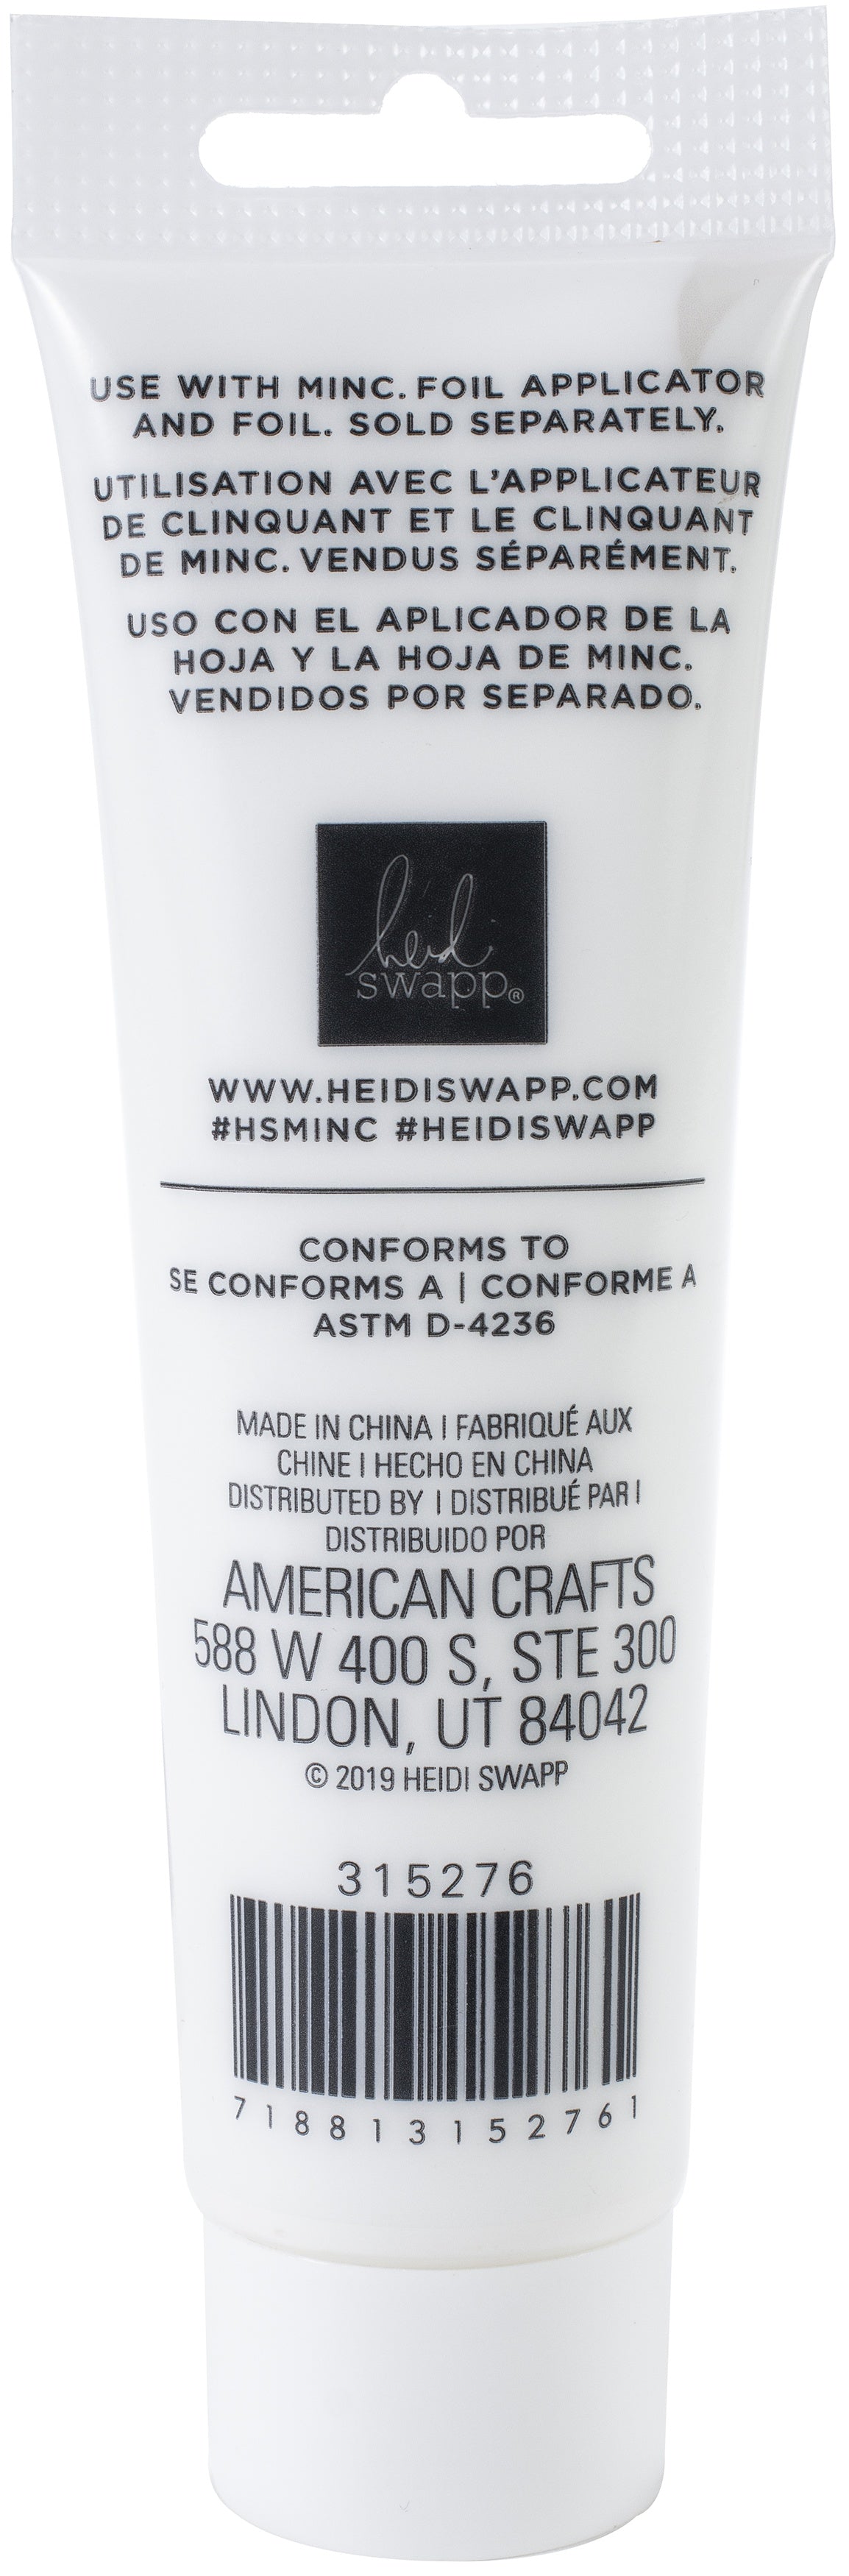 USE WITH MINC. FOIL APPLICATOR
AND FOIL. SOLD SEPARATELY.
UTILISATION AVEC L'APPLICATEUR
DE CLINQUANT ET LE CLINQUANT
DE MINC. VENDUS SÉPARÉMENT.
USO CON EL APLICADOR DE LA
HOJA Y LA HOJA DE MINC.
VENDIDOS POR SEPARADO.
heidi
swapp®
WWW.HEIDISWAPP.COM
#HSMINC #HEIDISWAPP
CONFORMS TO
SE CONFORMS A | CONFORME A
ASTM D-4236
MADE IN CHINA | FABRIQUÉ AUX
CHINE | HECHO EN CHINA
DISTRIBUTED BY | DISTRIBUÉ PAR |
DISTRIBUIDO POR
AMERICAN CRAFTS
588 W 400 S, STE 300
LINDON, UT 84042
© 2019 HEIDI SWAPP
315276
718813152761